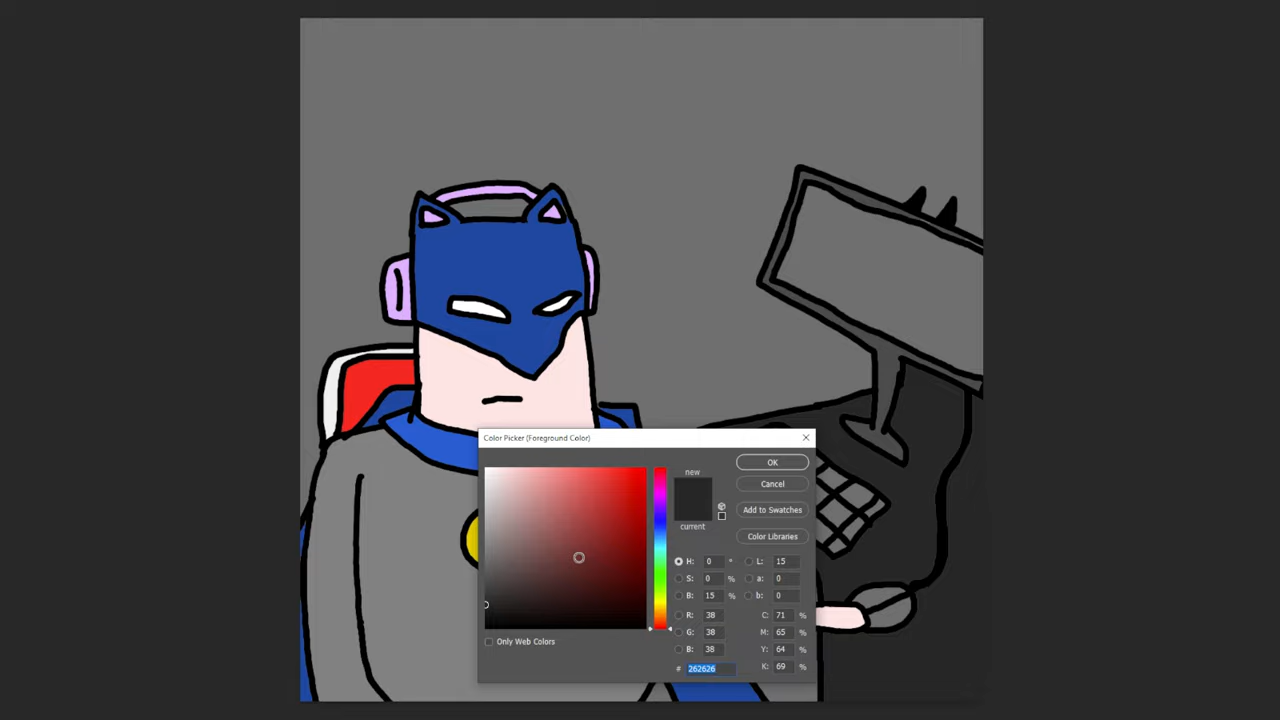 Color Picker (Foreground Color)
new
current
OK
Cancel
Add to Swatches
Color Libraries
H: 0 °
S: 0 %
B: 15 %
R: 38
G: 38
B: 38
# 262626
L: 15
a: 0
b: 0
C: 71 %
M: 65 %
Y: 64 %
K: 69 %
Only Web Colors